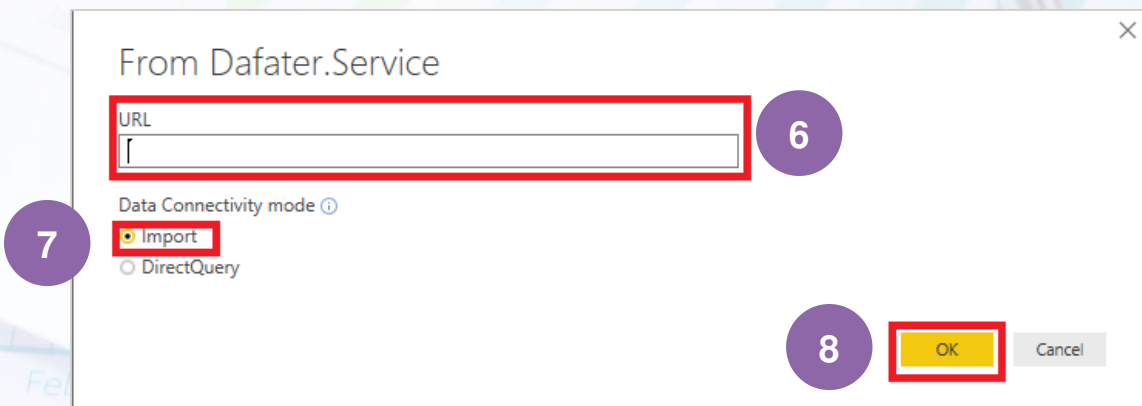 From Dafater.Service
URL
6
Data Connectivity mode
7
Import
DirectQuery
8
OK
Cancel